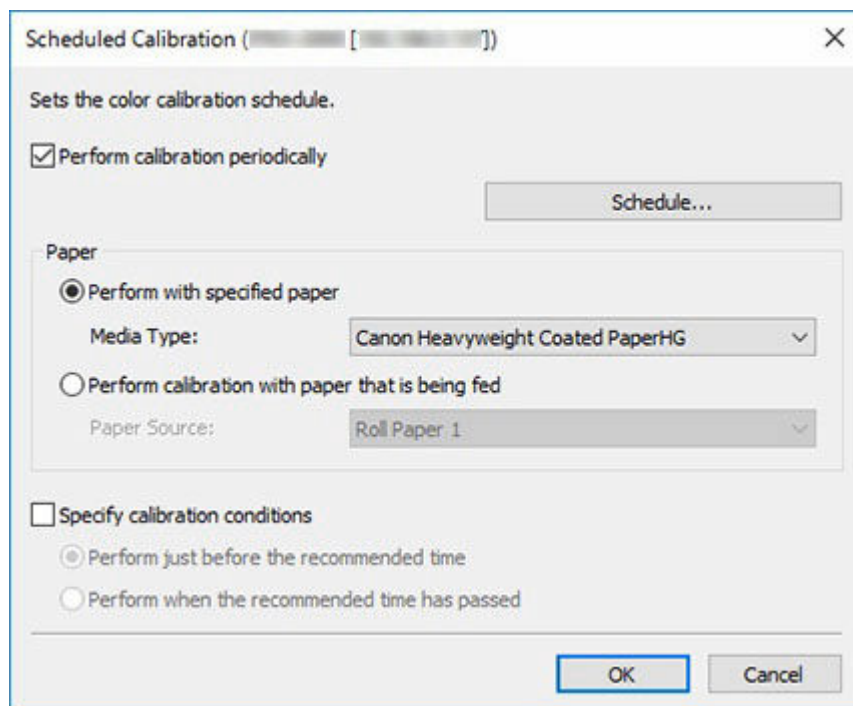 Scheduled Calibration ( [ ])
Sets the color calibration schedule.
Perform calibration periodically
Schedule...
Paper
Perform with specified paper
Media Type: Canon Heavyweight Coated PaperHG
Perform calibration with paper that is being fed
Paper Source: Roll Paper 1
Specify calibration conditions
Perform just before the recommended time
Perform when the recommended time has passed
OK Cancel